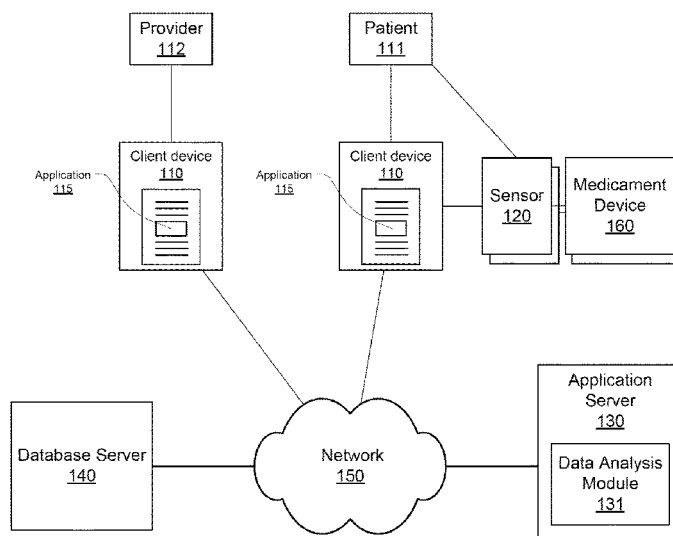 Provider
112
Patient
111
Client device
110
Application
115
Client device
110
Application
115
Sensor
120
Medicament
Device
160
Database Server
140
Network
150
Application
Server
130
Data Analysis
Module
131